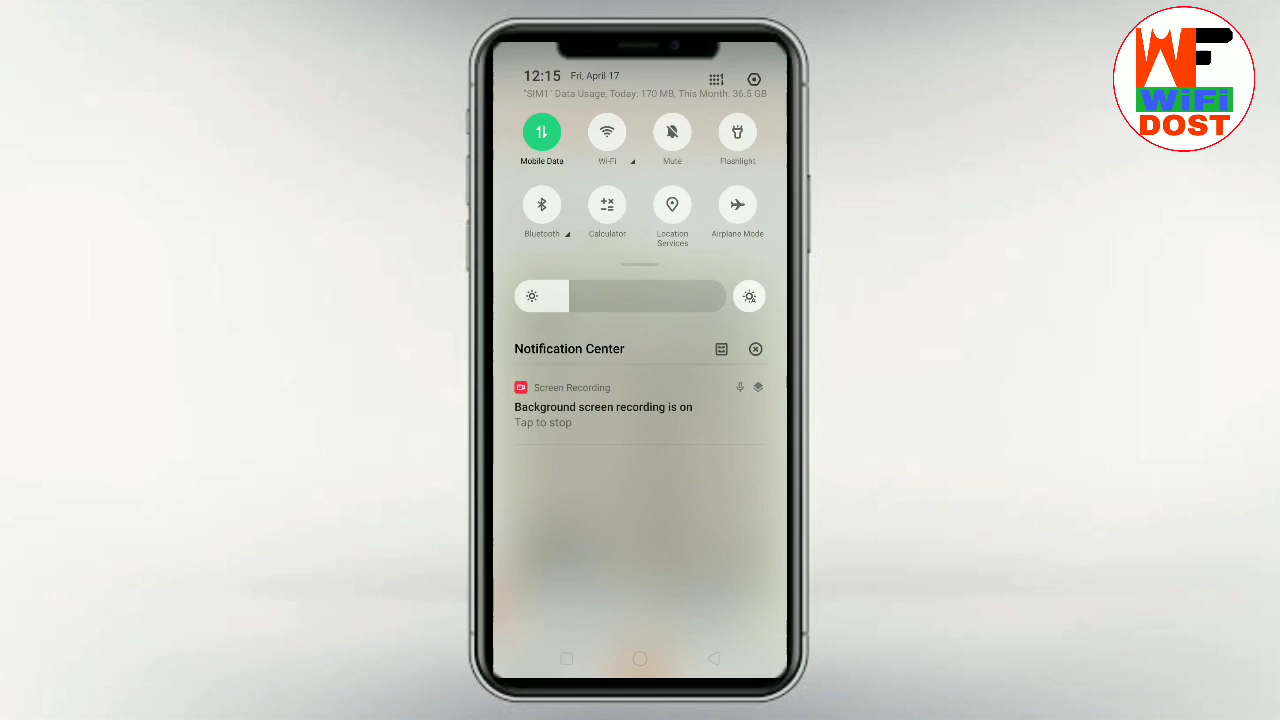 12:15 Fri, April 17
"SIM1" Data Usage, Today: 170 MB, This Month: 36.5 GB
Mobile Data Wi-Fi Mute Flashlight
Bluetooth Calculator Location Services Airplane Mode
Notification Center
Screen Recording
Background screen recording is on
Tap to stop
WF
WiFi
DOST